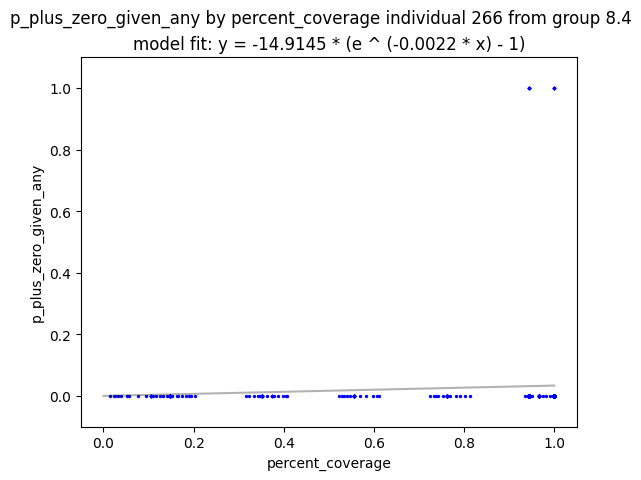 p_plus_zero_given_any by percent_coverage individual 266 from group 8.4
model fit: y = -14.9145 * (e ^ (-0.0022 * x) - 1)
p_plus_zero_given_any
1.0
0.8
0.6
0.4
0.2
0.0
0.0 0.2 0.4 0.6 0.8 1.0
percent_coverage